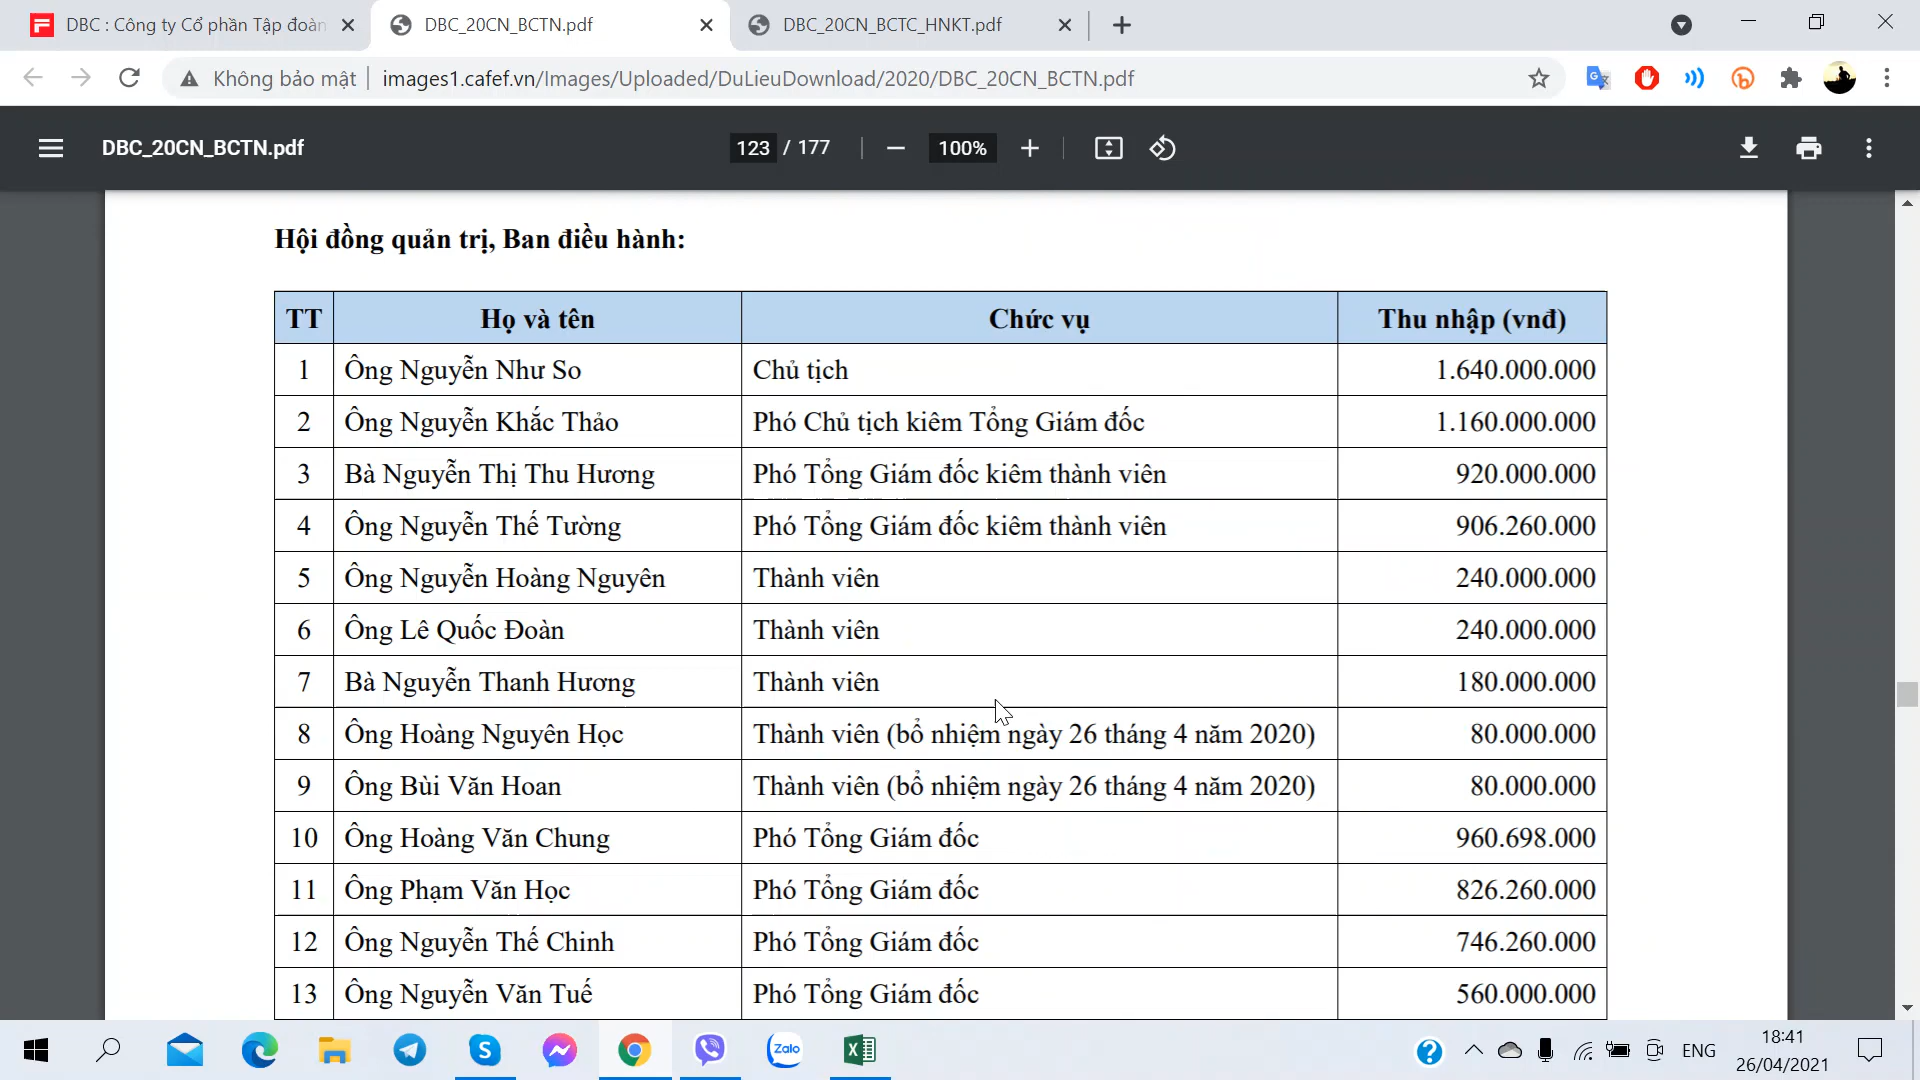 DBC : Công ty Cổ phần Tập đoàn
DBC_20CN_BCTN.pdf
DBC_20CN_BCTC_HNKT.pdf
Không bảo mật
images1.cafef.vn/Images/Uploaded/DuLieuDownload/2020/DBC_20CN_BCTN.pdf
DBC_20CN_BCTN.pdf
123 / 177
100%
Hội đồng quản trị, Ban điều hành:
TT Họ và tên Chức vụ Thu nhập (vnđ)
1 Ông Nguyễn Như So Chủ tịch 1.640.000.000
2 Ông Nguyễn Khắc Thảo Phó Chủ tịch kiêm Tổng Giám đốc 1.160.000.000
3 Bà Nguyễn Thị Thu Hương Phó Tổng Giám đốc kiêm thành viên 920.000.000
4 Ông Nguyễn Thế Tường Phó Tổng Giám đốc kiêm thành viên 906.260.000
5 Ông Nguyễn Hoàng Nguyên Thành viên 240.000.000
6 Ông Lê Quốc Đoàn Thành viên 240.000.000
7 Bà Nguyễn Thanh Hương Thành viên 180.000.000
8 Ông Hoàng Nguyên Học Thành viên (bổ nhiệm ngày 26 tháng 4 năm 2020) 80.000.000
9 Ông Bùi Văn Hoan Thành viên (bổ nhiệm ngày 26 tháng 4 năm 2020) 80.000.000
10 Ông Hoàng Văn Chung Phó Tổng Giám đốc 960.698.000
11 Ông Phạm Văn Học Phó Tổng Giám đốc 826.260.000
12 Ông Nguyễn Thế Chinh Phó Tổng Giám đốc 746.260.000
13 Ông Nguyễn Văn Tuế Phó Tổng Giám đốc 560.000.000
Zalo
ENG
18:41
26/04/2021